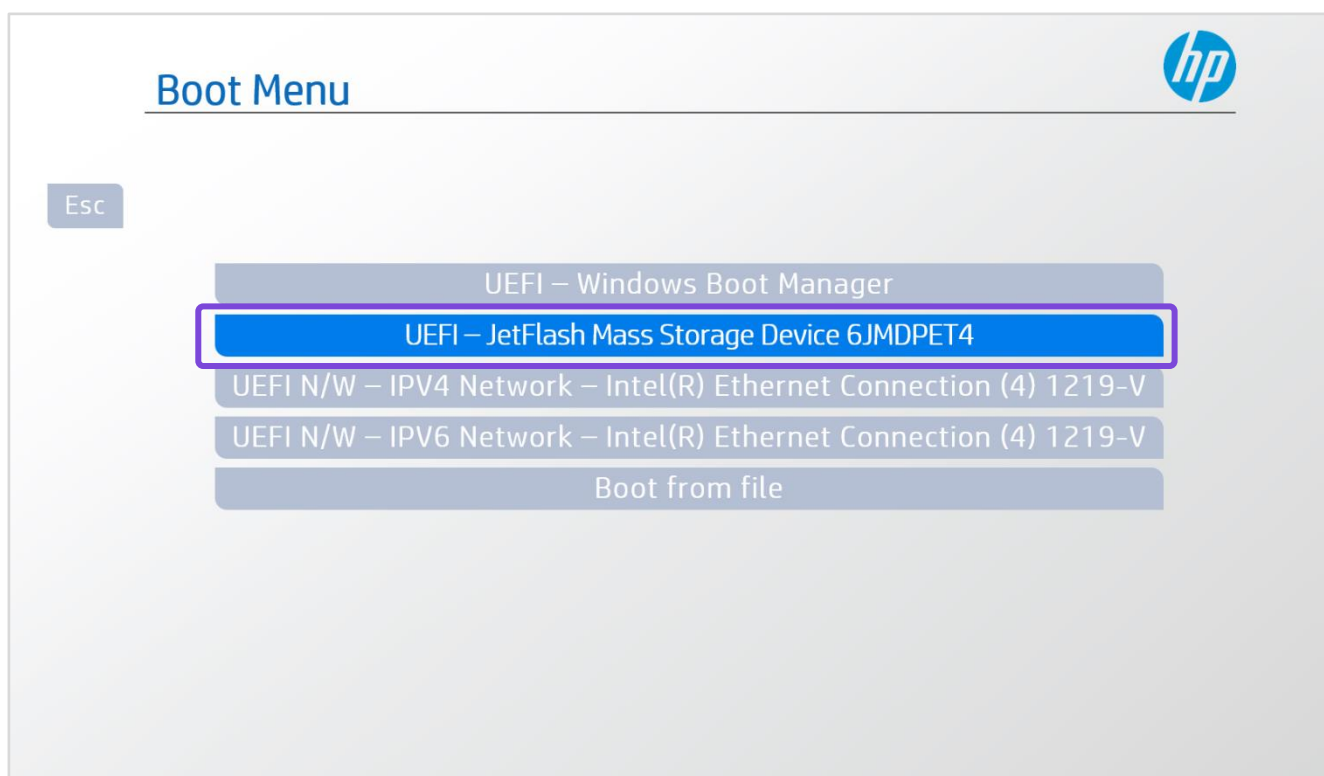 hp
Boot Menu
Esc
UEFI – Windows Boot Manager
UEFI – JetFlash Mass Storage Device 6JMDPET4
UEFI N/W – IPV4 Network – Intel(R) Ethernet Connection (4) 1219-V
UEFI N/W – IPV6 Network – Intel(R) Ethernet Connection (4) 1219-V
Boot from file